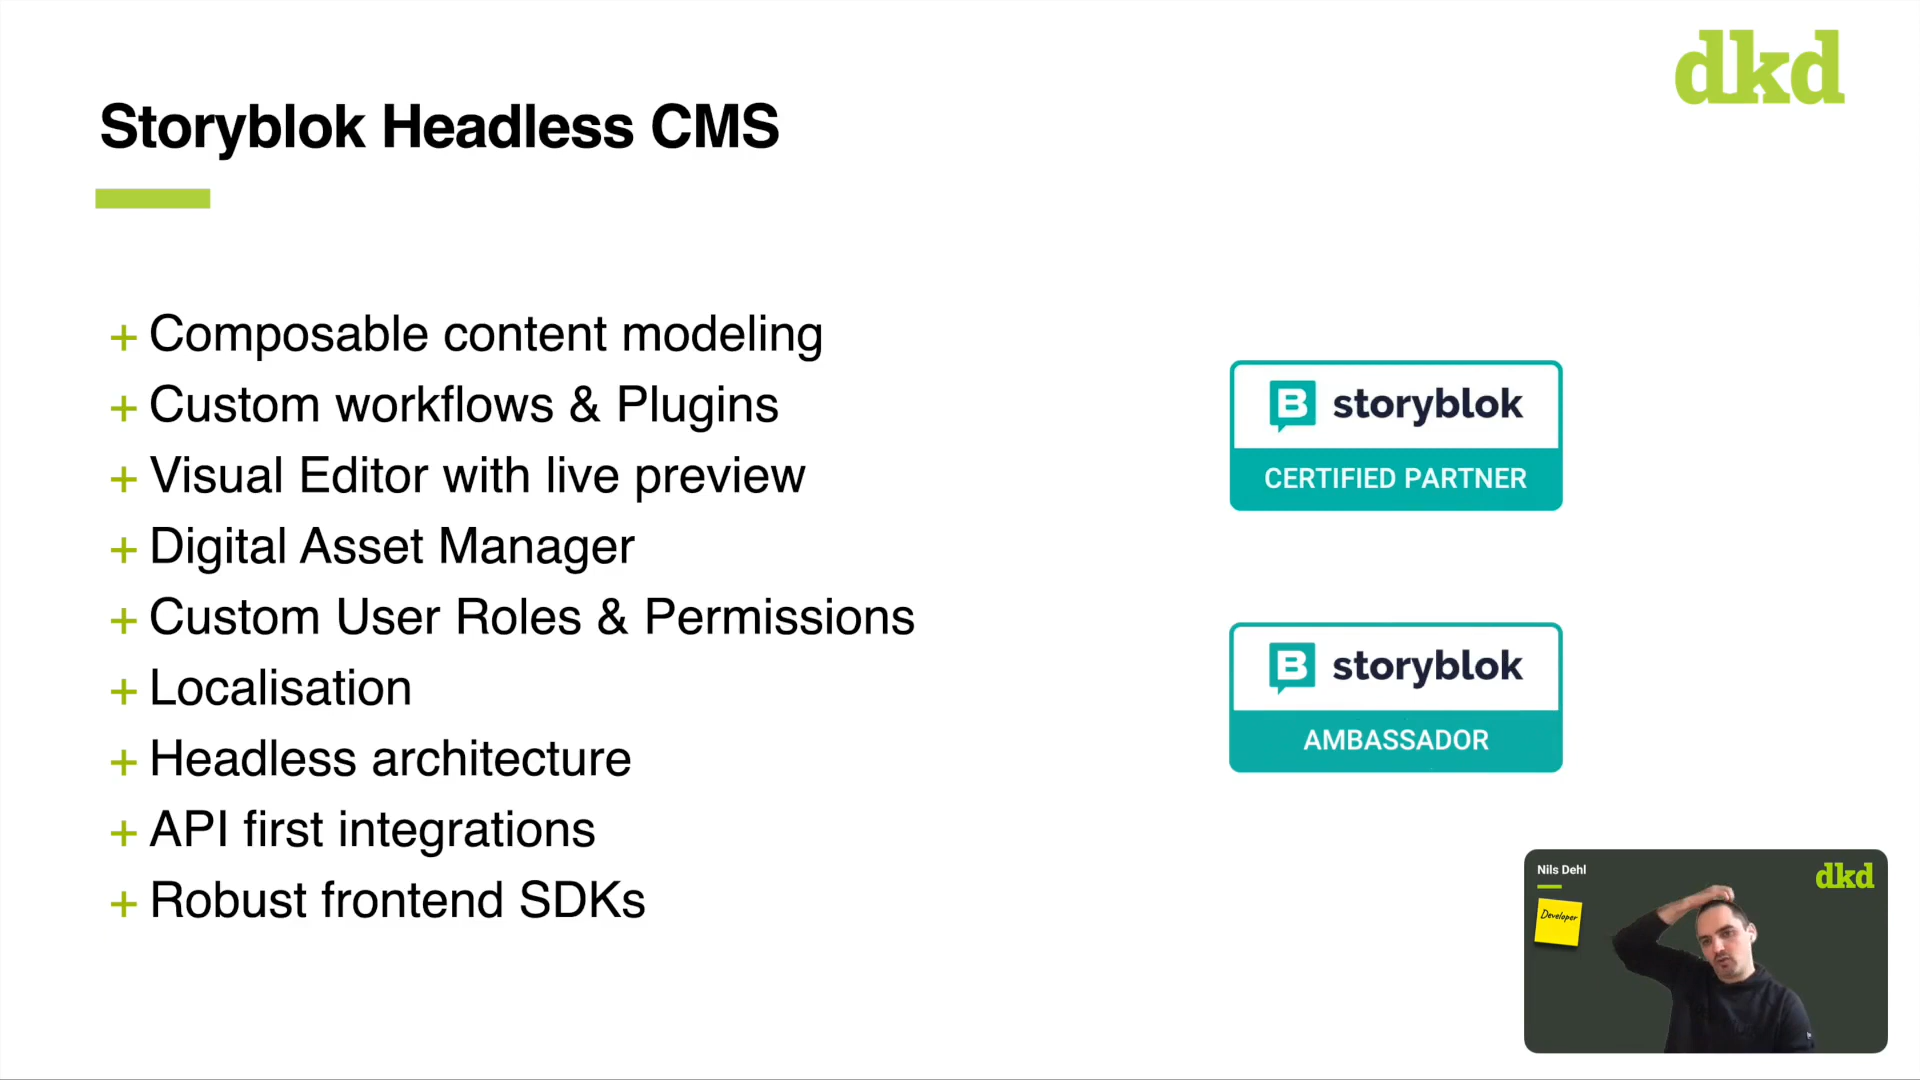 dkd
Storyblok Headless CMS
+ Composable content modeling
+ Custom workflows & Plugins
+ Visual Editor with live preview
+ Digital Asset Manager
+ Custom User Roles & Permissions
+ Localisation
+ Headless architecture
+ API first integrations
+ Robust frontend SDKs
B storyblok
CERTIFIED PARTNER
B storyblok
AMBASSADOR
Nils Dehl
dkd
Developer